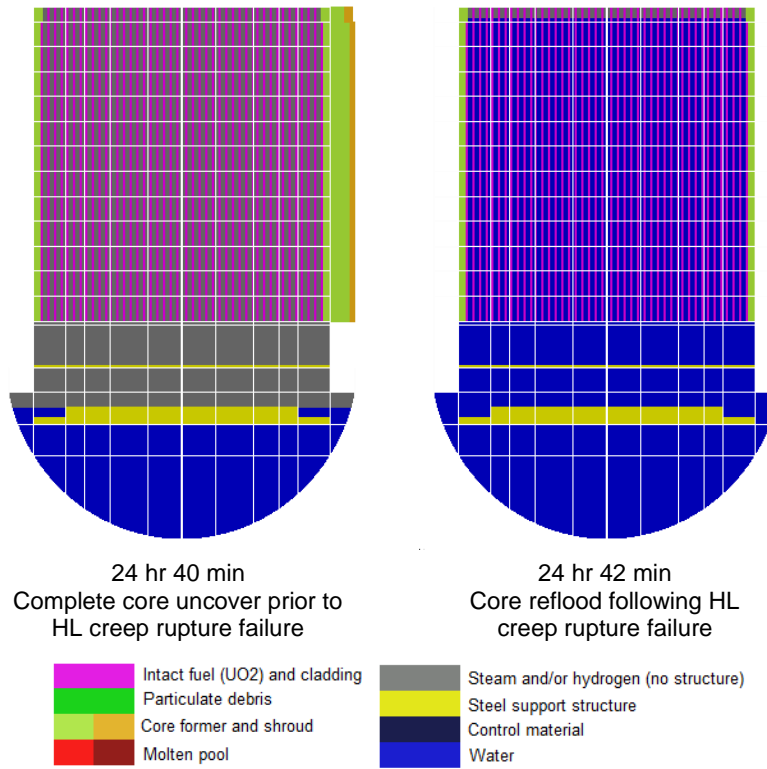 24 hr 40 min
Complete core uncover prior to
HL creep rupture failure
24 hr 42 min
Core reflood following HL
creep rupture failure
Intact fuel (UO2) and cladding
Particulate debris
Core former and shroud
Molten pool
Steam and/or hydrogen (no structure)
Steel support structure
Control material
Water